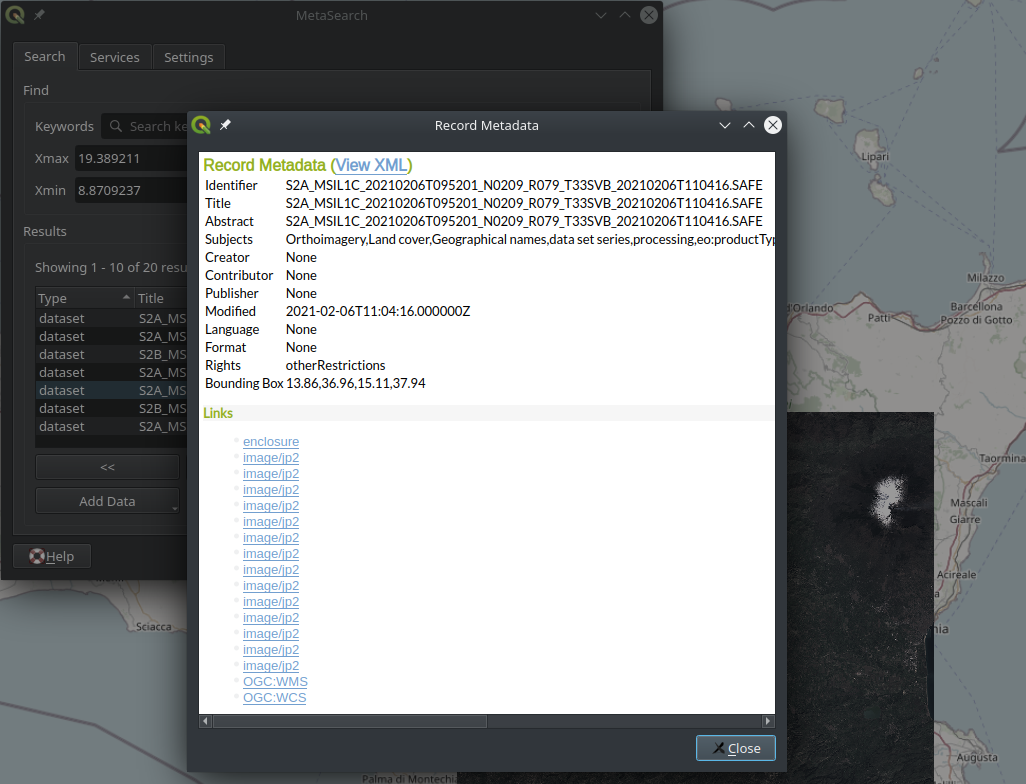 MetaSearch
Search Services Settings
Find
Keywords Search
Xmax 19.389211
Xmin 8.8709237
Results
Showing 1 - 10 of 20
Type Title
dataset S2A_MS
dataset S2A_MS
dataset S2B_MS
dataset S2A_MS
dataset S2A_MS
dataset S2B_MS
dataset S2A_MS
<<
Add Data
Help
Record Metadata
Record Metadata (View XML)
Identifier S2A_MSIL1C_20210206T095201_N0209_R079_T33SVB_20210206T110416.SAFE
Title S2A_MSIL1C_20210206T095201_N0209_R079_T33SVB_20210206T110416.SAFE
Abstract S2A_MSIL1C_20210206T095201_N0209_R079_T33SVB_20210206T110416.SAFE
Subjects Orthoimagery,Land cover,Geographical names,data set series,processing,eo:productTyp
Creator None
Contributor None
Publisher None
Modified 2021-02-06T11:04:16.000000Z
Language None
Format None
Rights otherRestrictions
Bounding Box 13.86,36.96,15.11,37.94
Links
enclosure
image/jp2
image/jp2
image/jp2
image/jp2
image/jp2
image/jp2
image/jp2
image/jp2
image/jp2
image/jp2
image/jp2
image/jp2
image/jp2
image/jp2
OGC:WMS
OGC:WCS
Close
Lipari
Milazzo
d'Orlando
Patti
Barcellona
Pozzo di Gotto
Taormina
Mascali
Giarre
Acireale
Sciacca
Augusta
Palma di Montechi